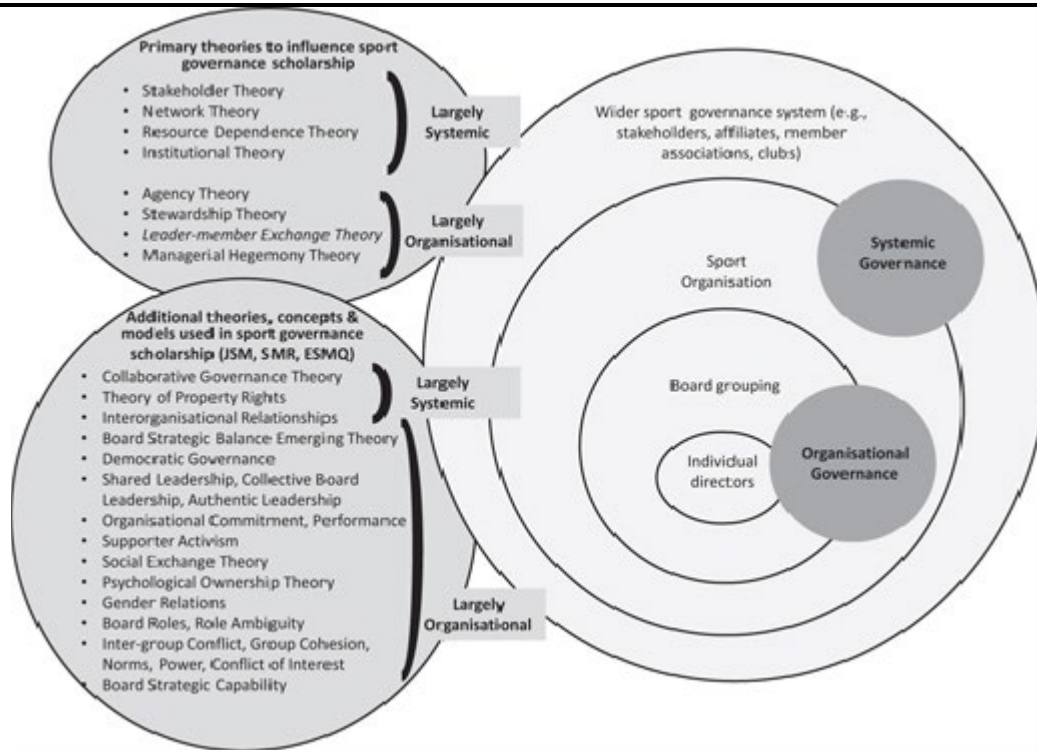 Primary theories to influence sport
governance scholarship
• Stakeholder Theory
• Network Theory
• Resource Dependence Theory
• Institutional Theory
Largely
Systemic
• Agency Theory
• Stewardship Theory
• Leader-member Exchange Theory
• Managerial Hegemony Theory
Largely
Organisational
Additional theories, concepts &
models used in sport governance
scholarship (JSM, SMR, ESMQ)
• Collaborative Governance Theory
• Theory of Property Rights
• Interorganisational Relationships
Largely
Systemic
• Board Strategic Balance Emerging Theory
• Democratic Governance
• Shared Leadership, Collective Board
Leadership, Authentic Leadership
• Organisational Commitment, Performance
• Supporter Activism
• Social Exchange Theory
• Psychological Ownership Theory
• Gender Relations
• Board Roles, Role Ambiguity
• Inter-group Conflict, Group Cohesion,
Norms, Power, Conflict of Interest
• Board Strategic Capability
Largely
Organisational
Wider sport governance system (e.g.,
stakeholders, affiliates, member
associations, clubs)
Systemic
Governance
Sport
Organisation
Board grouping
Individual
directors
Organisational
Governance